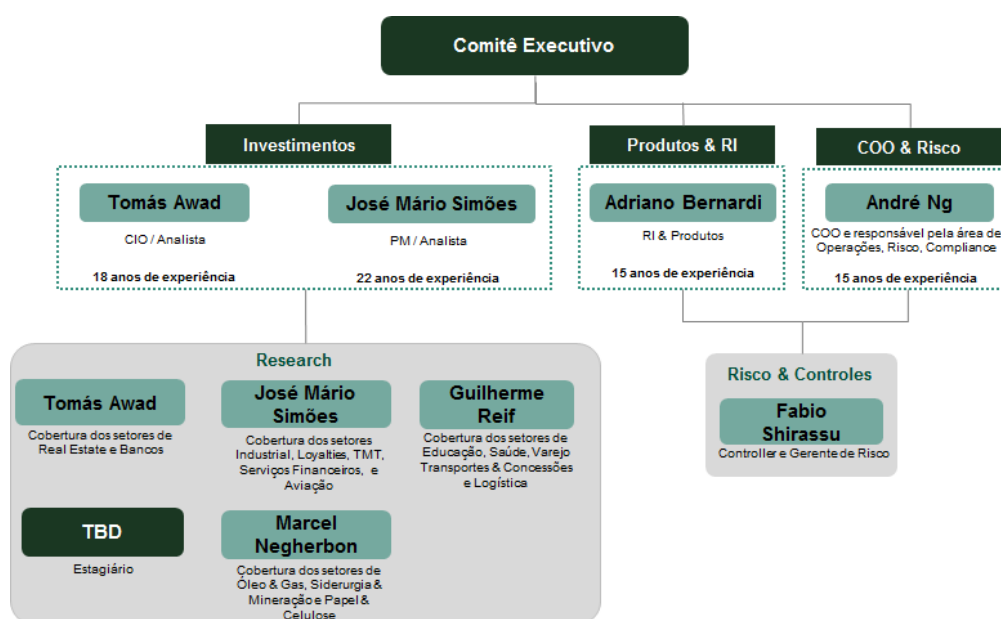 Comitê Executivo
Investimentos
Tomás Awad
CIO / Analista
18 anos de experiência
José Mário Simões
PM / Analista
22 anos de experiência
Produtos & RI
Adriano Bernardi
RI & Produtos
15 anos de experiência
COO & Risco
André Ng
COO e responsável pela área de
Operações, Risco, Compliance
15 anos de experiência
Research
Tomás Awad
Cobertura dos setores de
Real Estate e Bancos
José Mário
Simões
Cobertura dos setores
Industrial, Loyalties, TMT,
Serviços Financeiros, e
Aviação
Guilherme
Reif
Cobertura dos setores de
Educação, Saúde, Varejo
Transportes & Concessões
e Logística
TBD
Estagiário
Marcel
Negherbon
Cobertura dos setores de
Óleo & Gas, Siderurgia &
Mineração e Papel &
Celulose
Risco & Controles
Fabio
Shirassu
Controller e Gerente de Risco